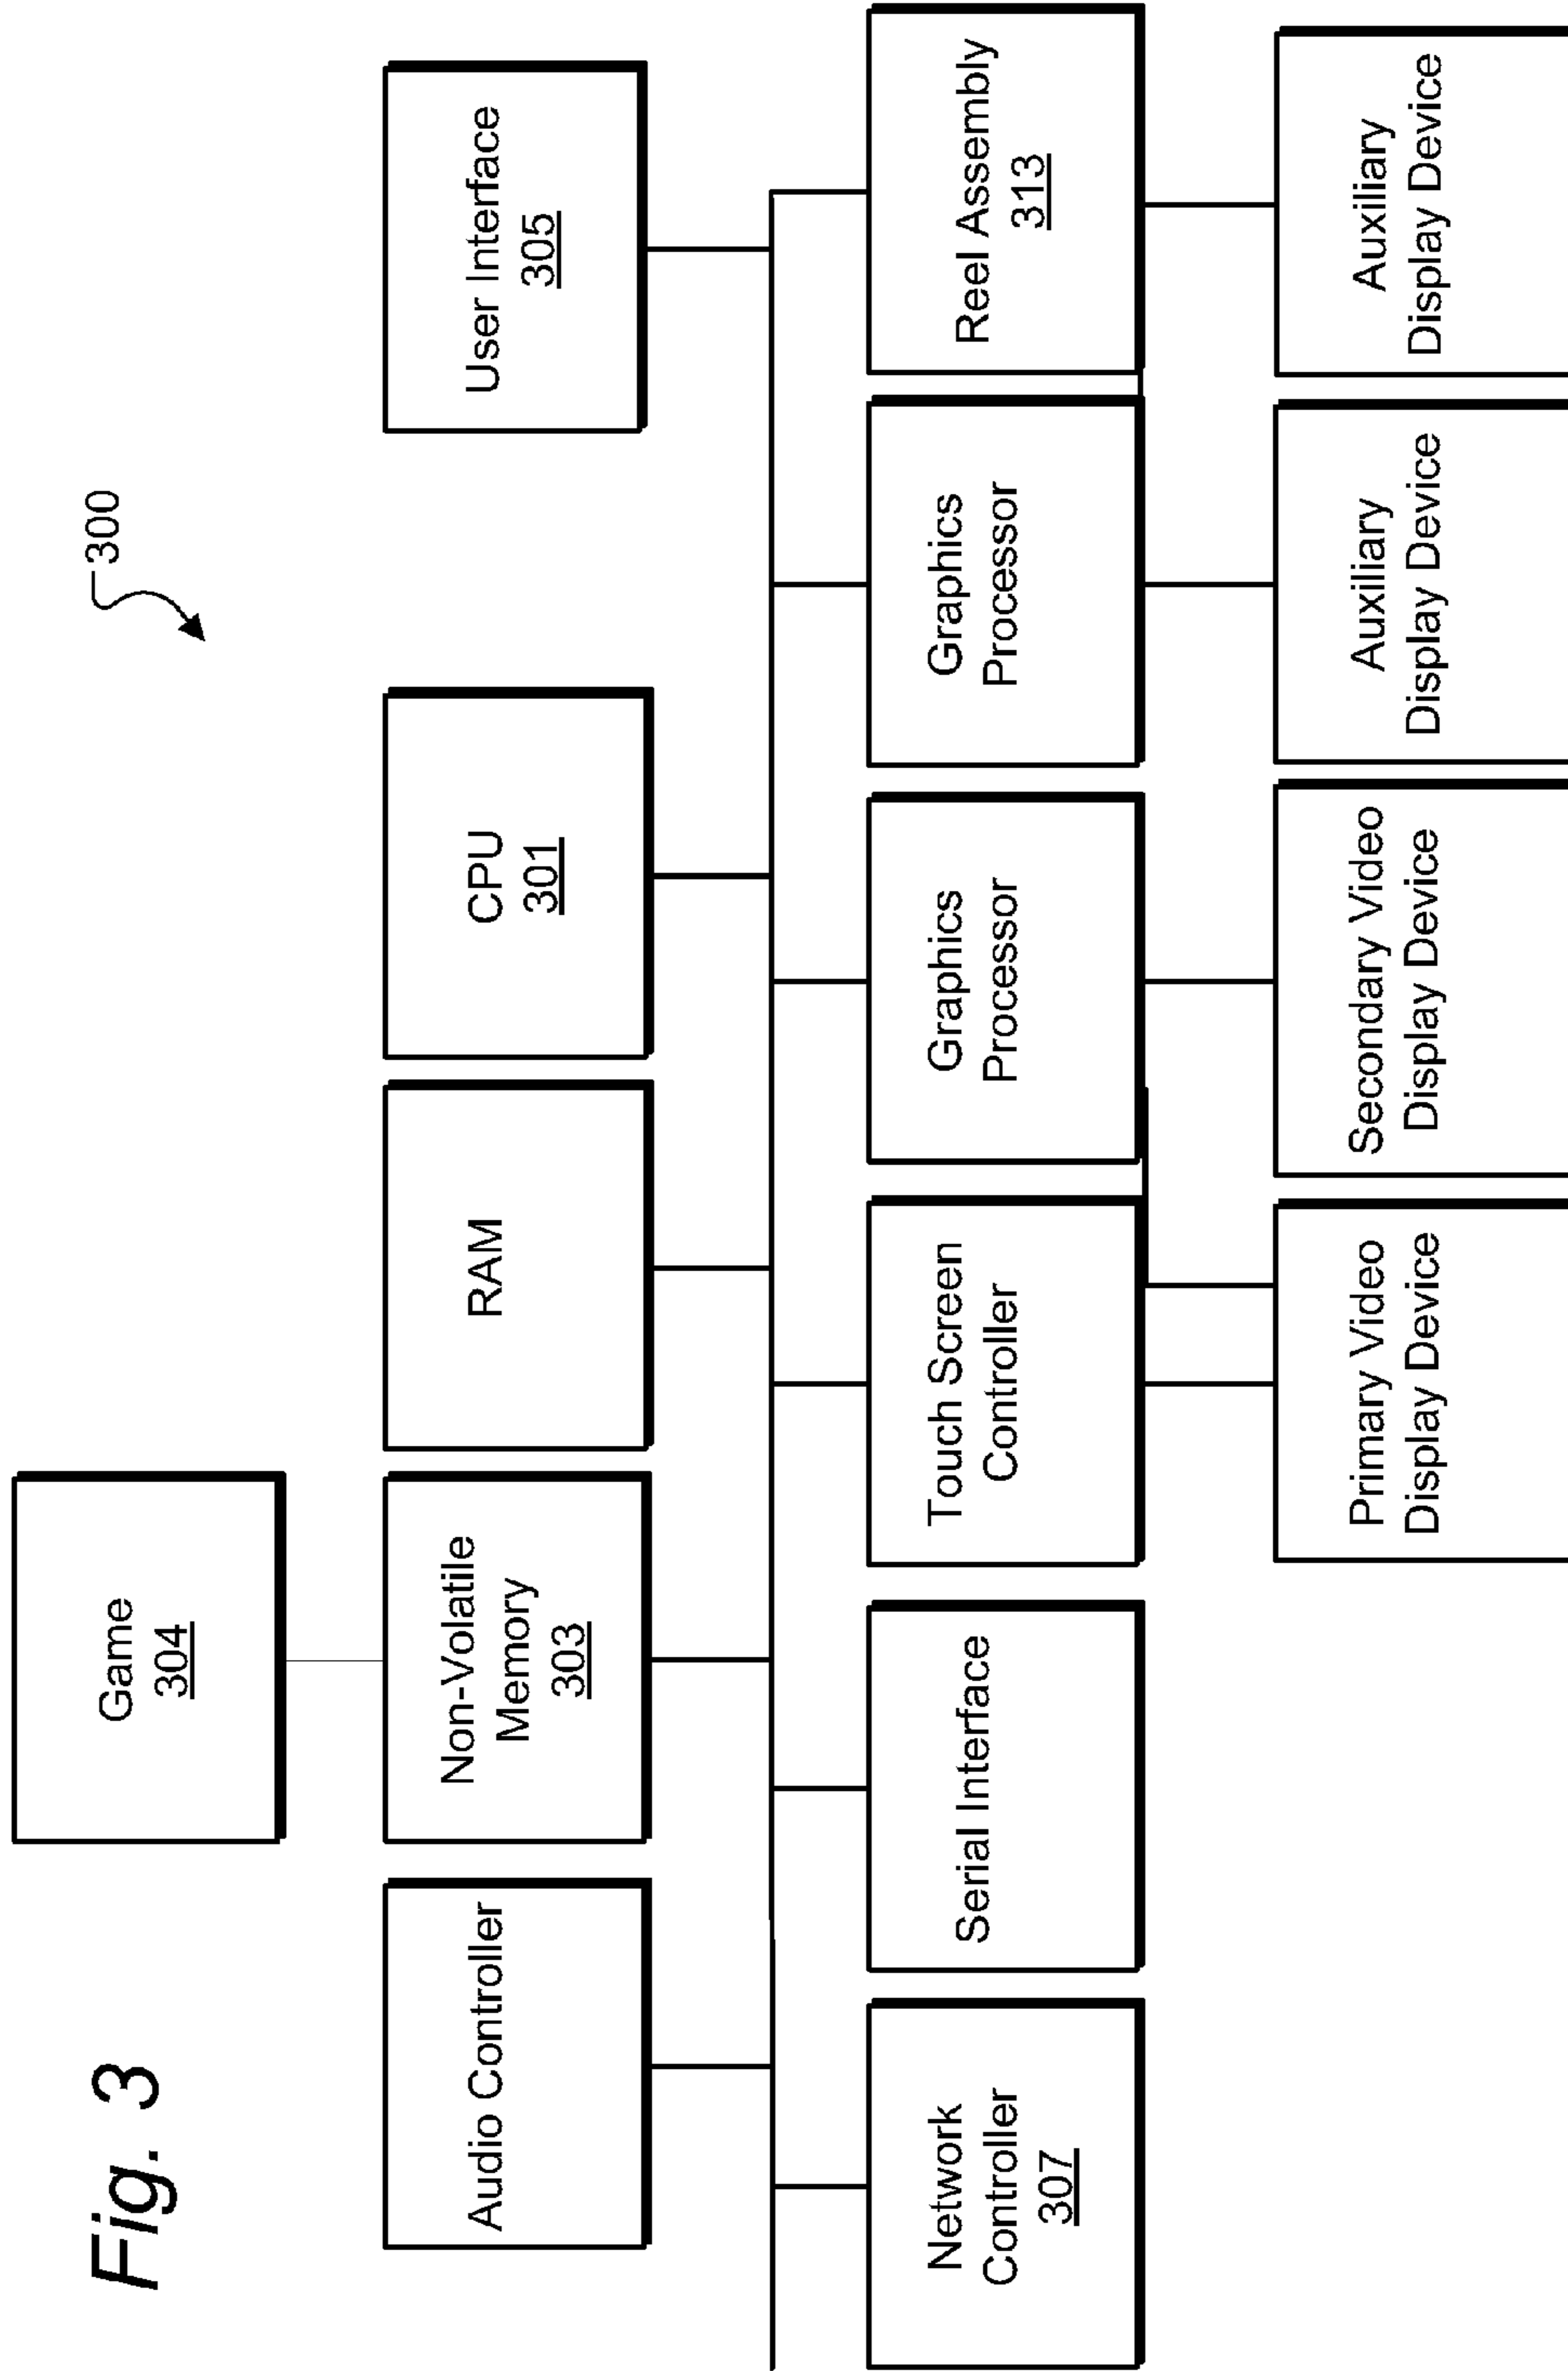 Fig. 3
300
Game
304
Audio Controller
Non-Volatile
Memory
303
RAM
CPU
301
User Interface
305
Network
Controller
307
Serial Interface
Touch Screen
Controller
Graphics
Processor
Graphics
Processor
Reel Assembly
313
Primary Video
Display Device
Secondary Video
Display Device
Auxiliary
Display Device
Auxiliary
Display Device